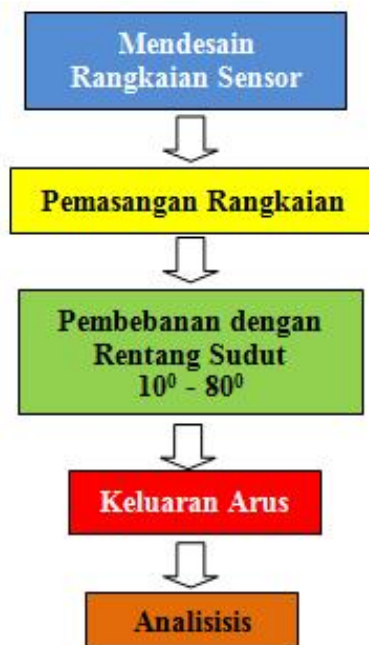 Mendesain
Rangkaian Sensor
Pemasangan Rangkaian
Pembebanan dengan
Rentang Sudut
10⁰ - 80⁰
Keluaran Arus
Analisisis